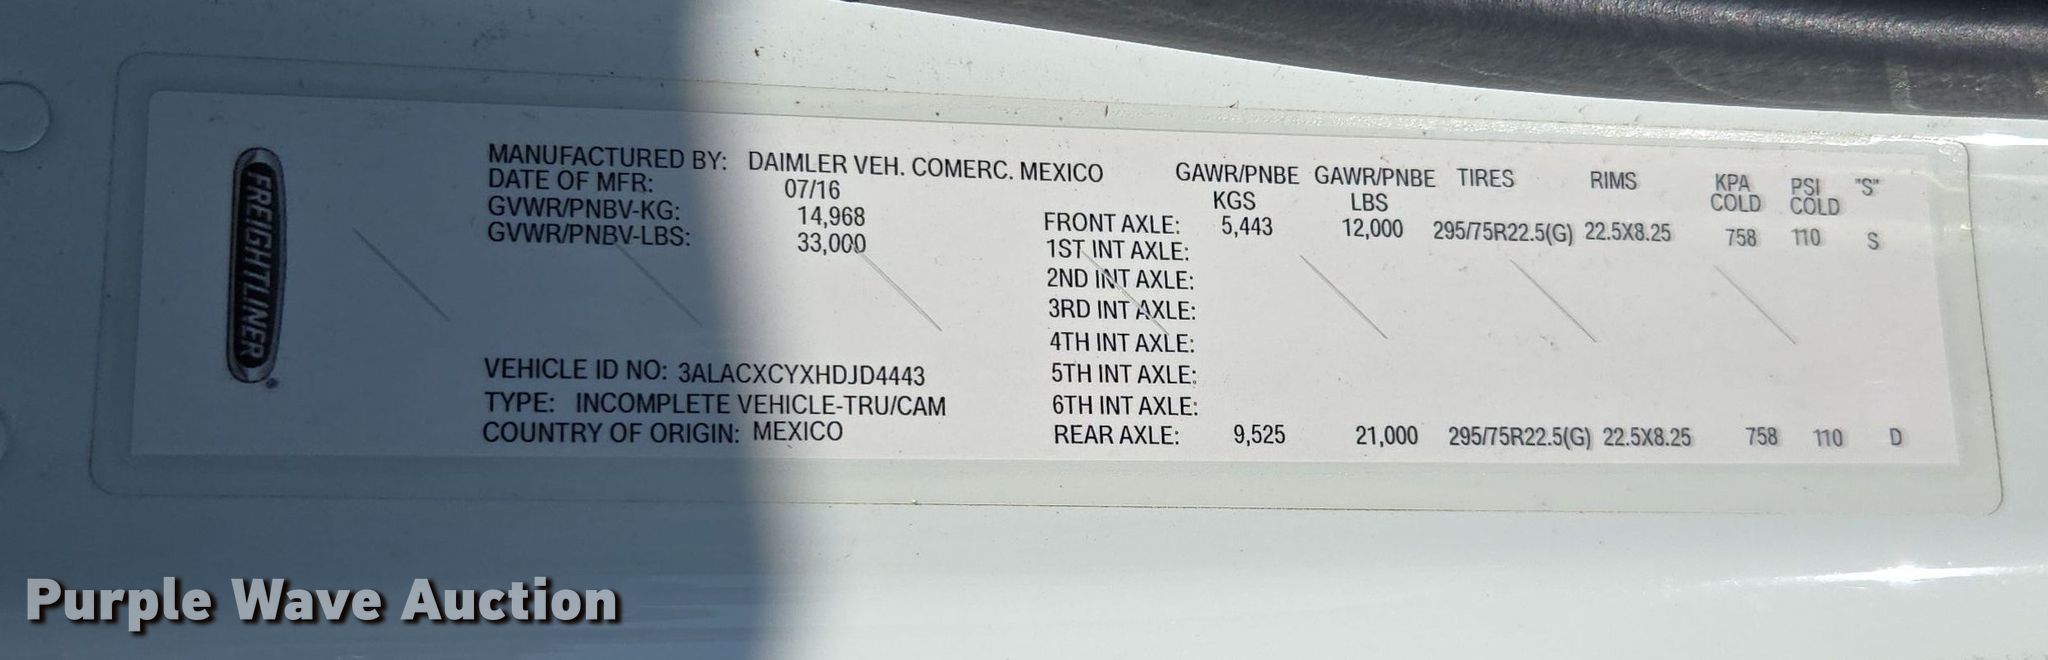 FREIGHTLINER
MANUFACTURED BY: DAIMLER VEH. COMERC. MEXICO
DATE OF MFR: 07/16
GVWR/PNBV-KG: 14,968
GVWR/PNBV-LBS: 33,000
VEHICLE ID NO: 3ALACXCYXHDJD4443
TYPE: INCOMPLETE VEHICLE-TRU/CAM
COUNTRY OF ORIGIN: MEXICO
GAWR/PNBE GAWR/PNBE TIRES RIMS KPA PSI "S"
KGS LBS COLD COLD
FRONT AXLE: 5,443 12,000 295/75R22.5(G) 22.5X8.25 758 110 S
1ST INT AXLE:
2ND INT AXLE:
3RD INT AXLE:
4TH INT AXLE:
5TH INT AXLE:
6TH INT AXLE:
REAR AXLE: 9,525 21,000 295/75R22.5(G) 22.5X8.25 758 110 D
Purple Wave Auction